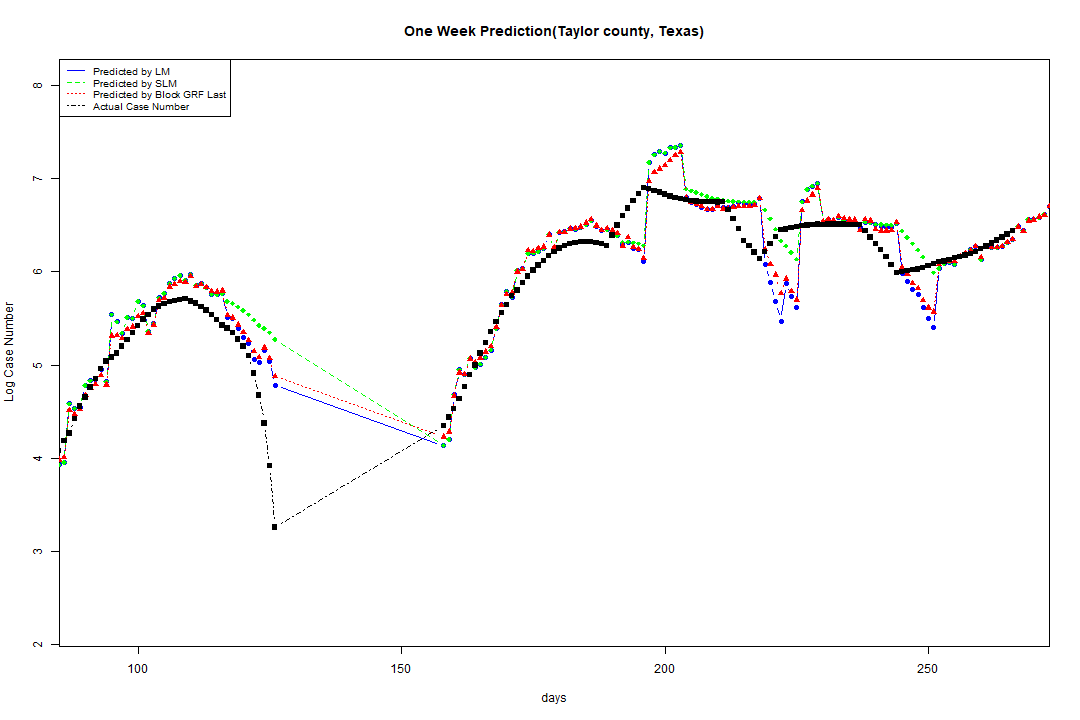 One Week Prediction(Taylor county, Texas)
Predicted by LM
Predicted by SLM
Predicted by Block GRF Last
Actual Case Number
8
7
6
5
4
3
2
Log Case Number
100 150 200 250
days